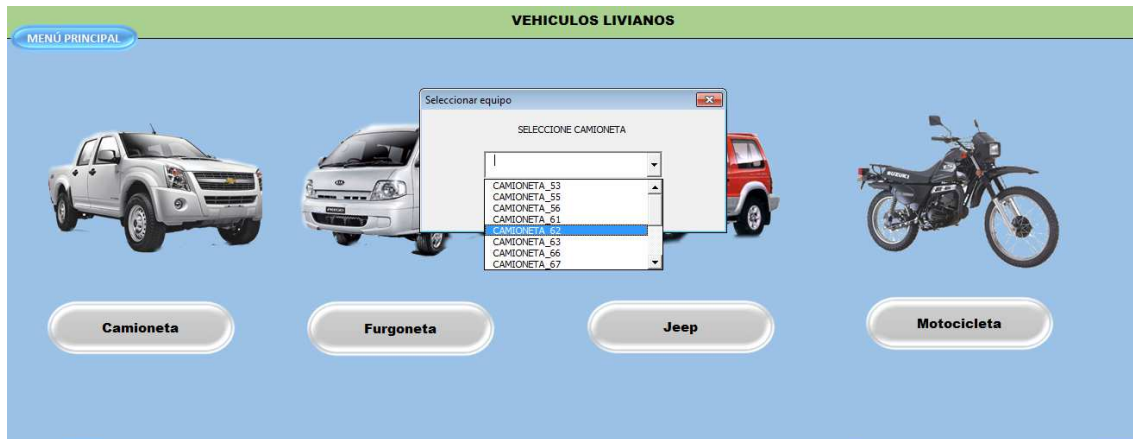 VEHICULOS LIVIANOS
MENÚ PRINCIPAL
Seleccionar equipo
SELECCIONE CAMIONETA
CAMIONETA_53
CAMIONETA_55
CAMIONETA_56
CAMIONETA_61
CAMIONETA_62
CAMIONETA_63
CAMIONETA_66
CAMIONETA_67
SUZUKI
Camioneta
Furgoneta
Jeep
Motocicleta